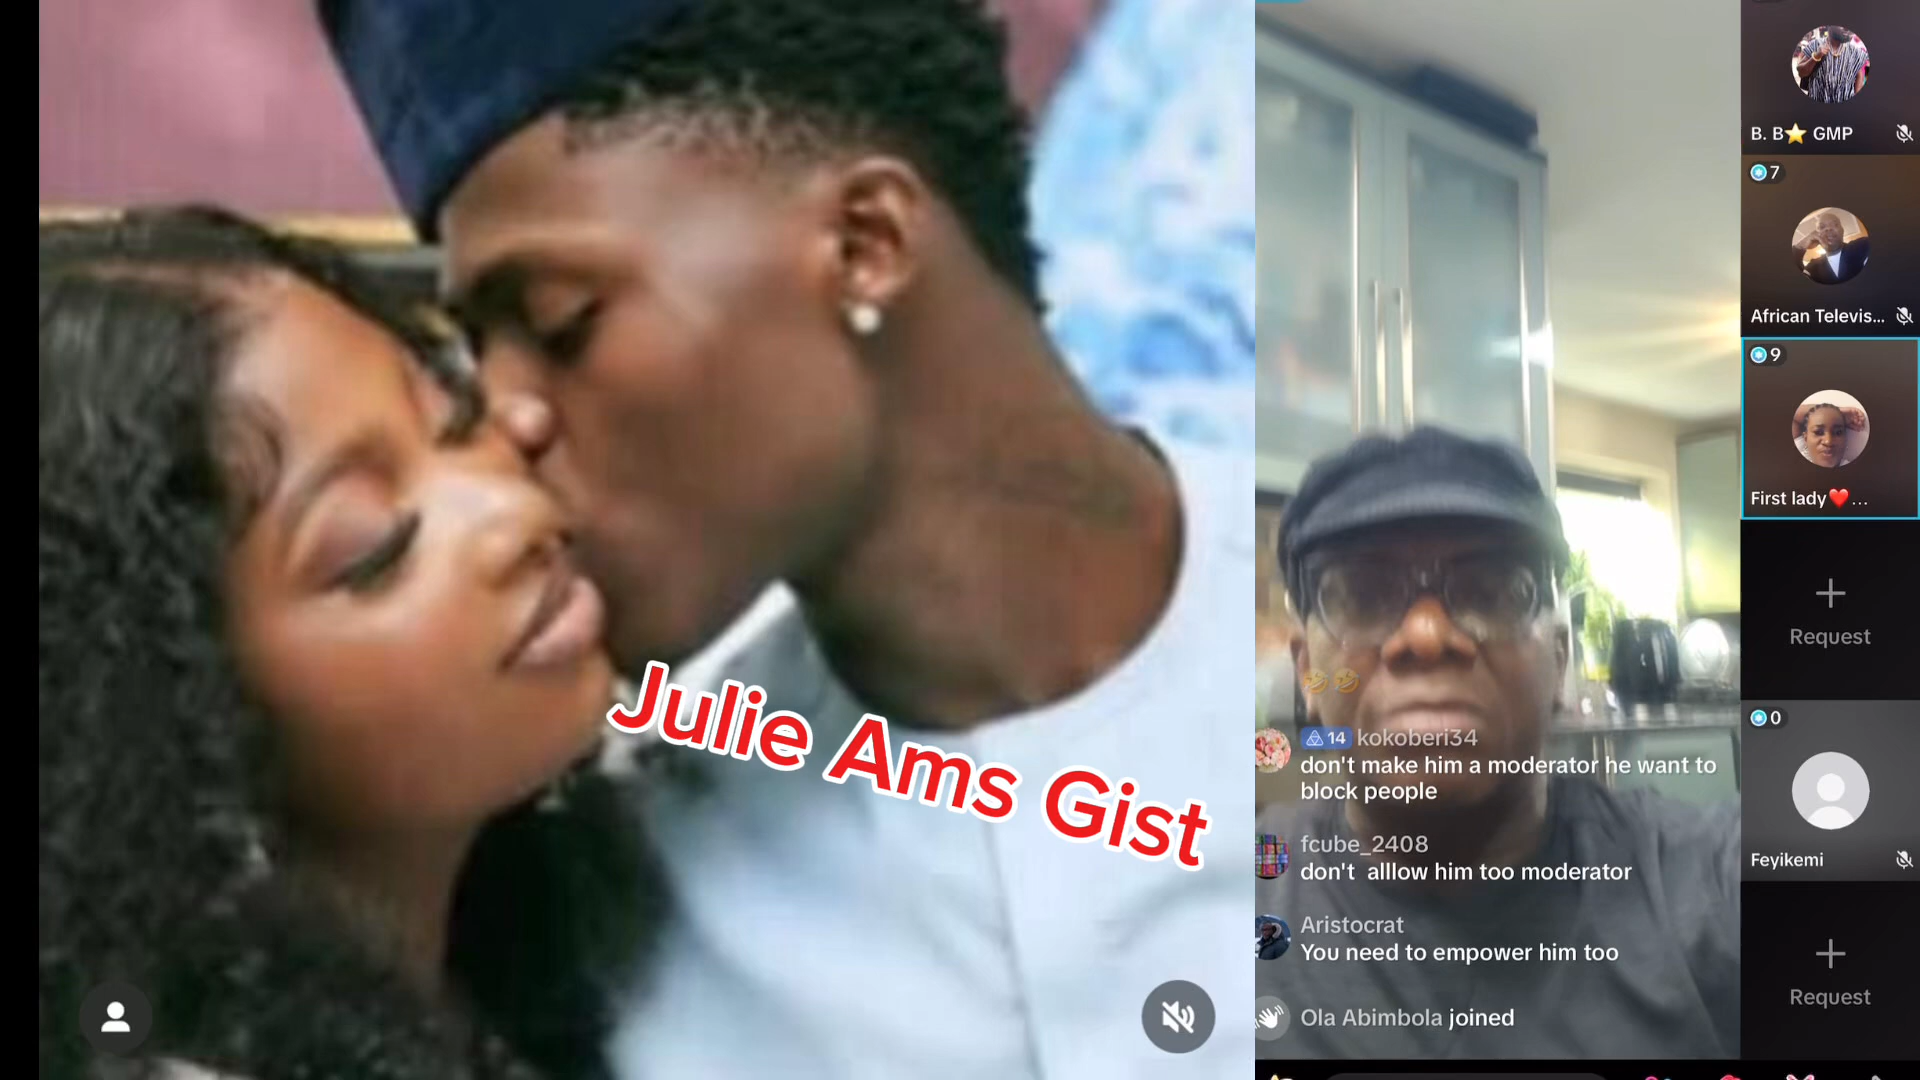 Julie Ams Gist
14 kokoberi34
don't make him a moderator he want to
block people
fcube_2408
don't alllow him too moderator
Aristocrat
You need to empower him too
Ola Abimbola joined
B. B⭐ GMP
7
African Televis...
9
First lady❤️...
Request
0
Feyikemi
Request